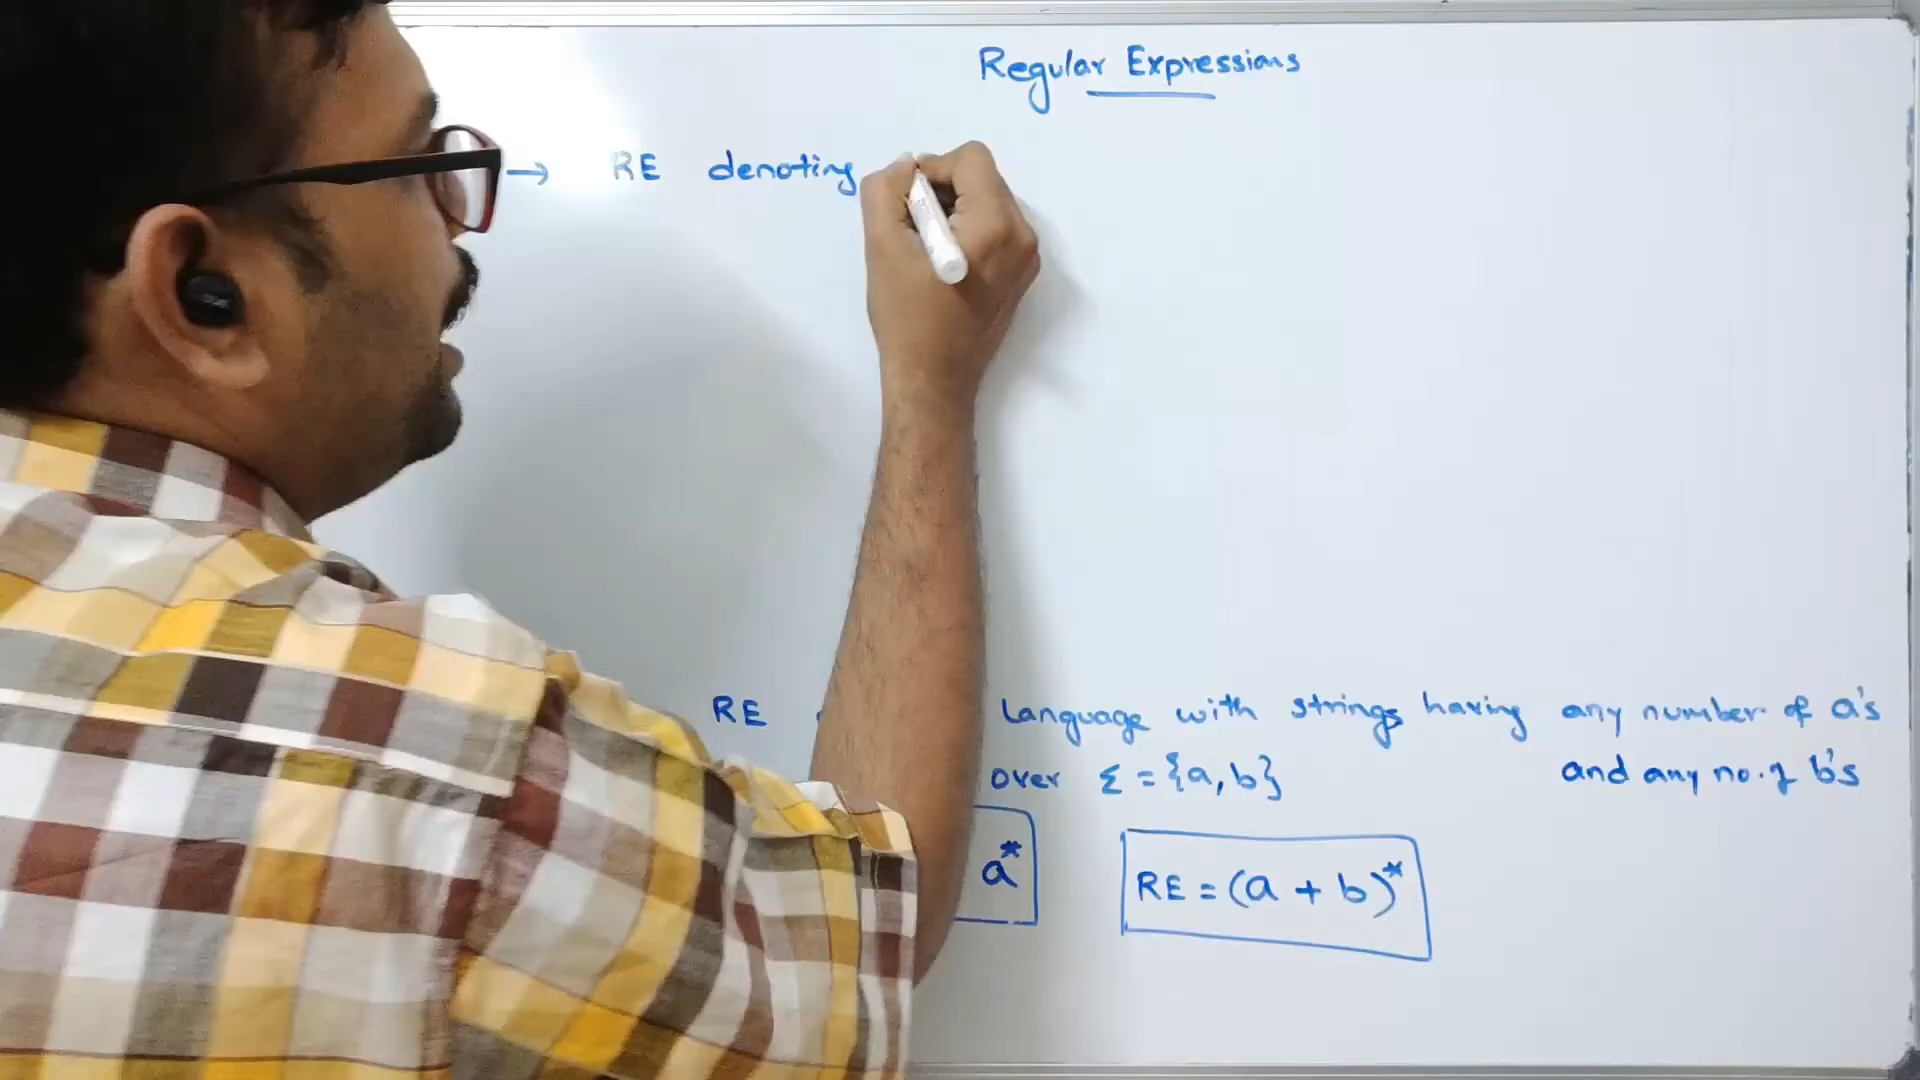 Regular Expressions
→ RE denoting
RE Language with strings having any number of a's
over Σ = {a, b} and any no. of b's
a*
RE = (a + b)*